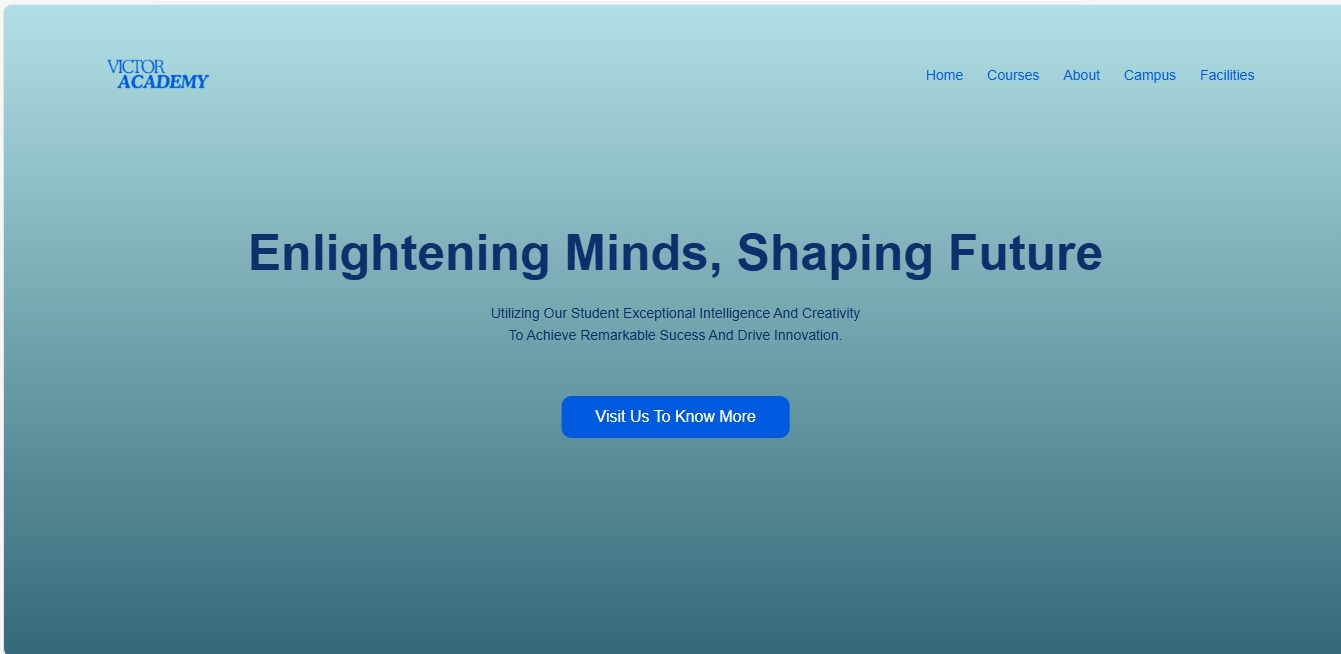 VICTOR
ACADEMY
Home Courses About Campus Facilities
Enlightening Minds, Shaping Future
Utilizing Our Student Exceptional Intelligence And Creativity
To Achieve Remarkable Sucess And Drive Innovation.
Visit Us To Know More